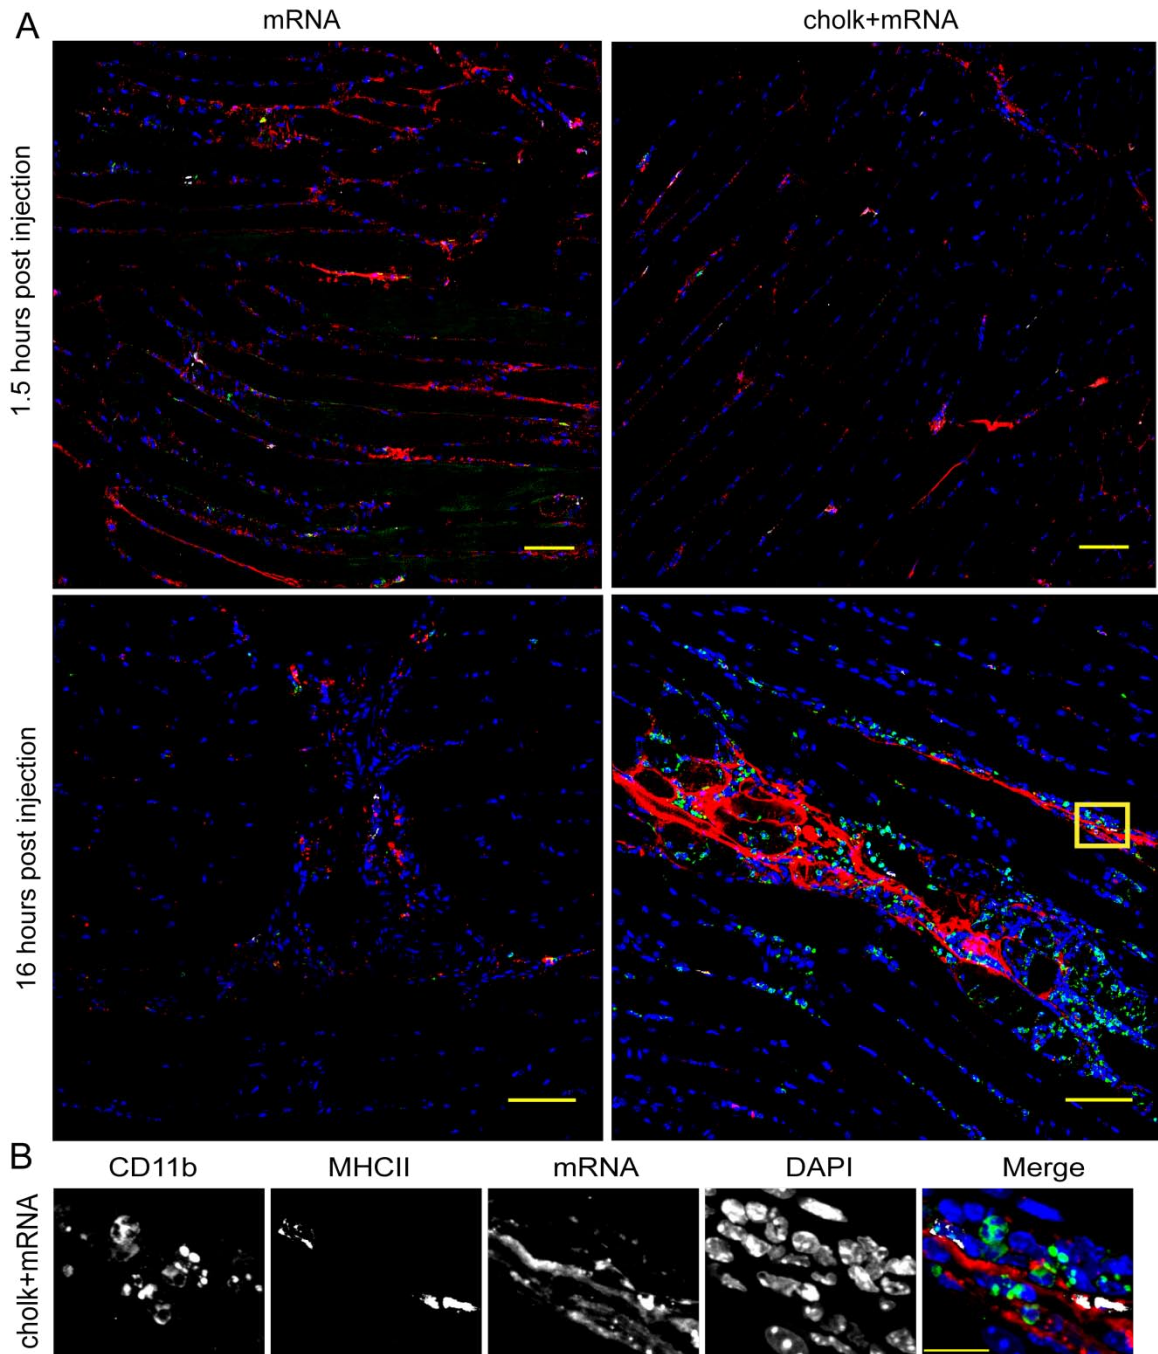 A
mRNA
cholk+mRNA
1.5 hours post injection
16 hours post injection
B
CD11b
MHCII
mRNA
DAPI
Merge
cholk+mRNA